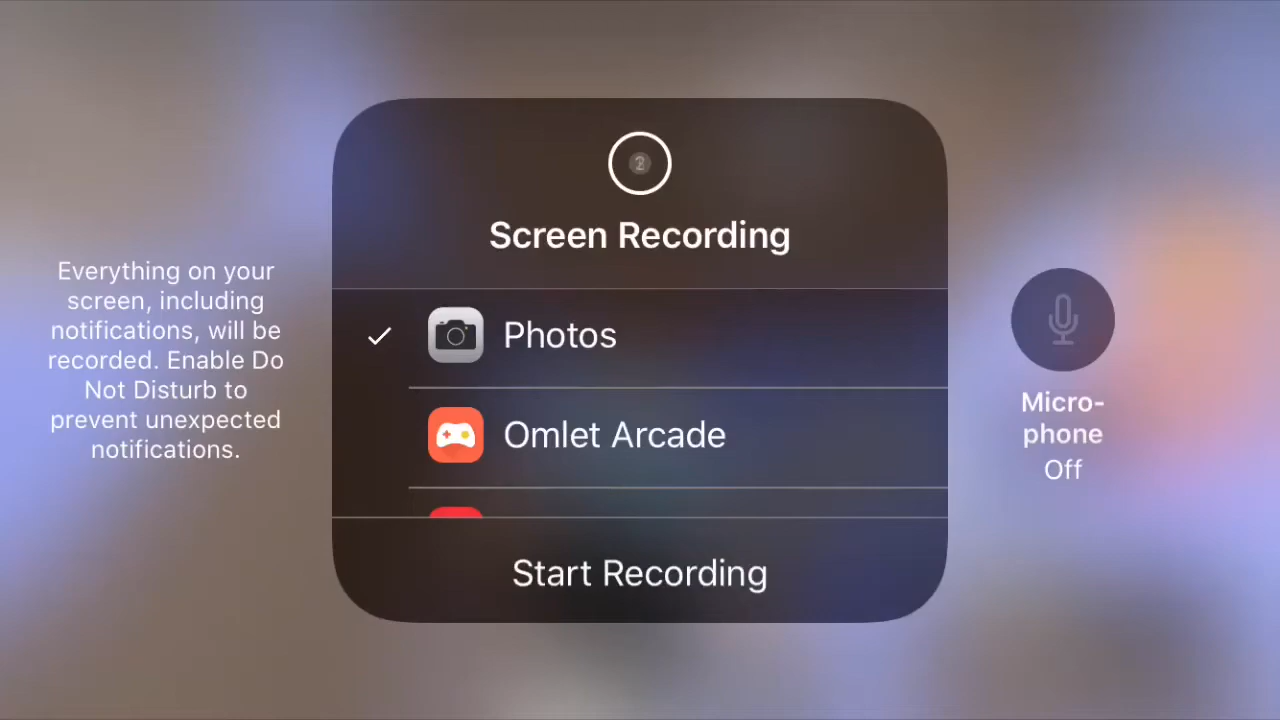 Screen Recording
Everything on your
screen, including
notifications, will be
recorded. Enable Do
Not Disturb to
prevent unexpected
notifications.
Photos
Omlet Arcade
Start Recording
Micro-
phone
Off